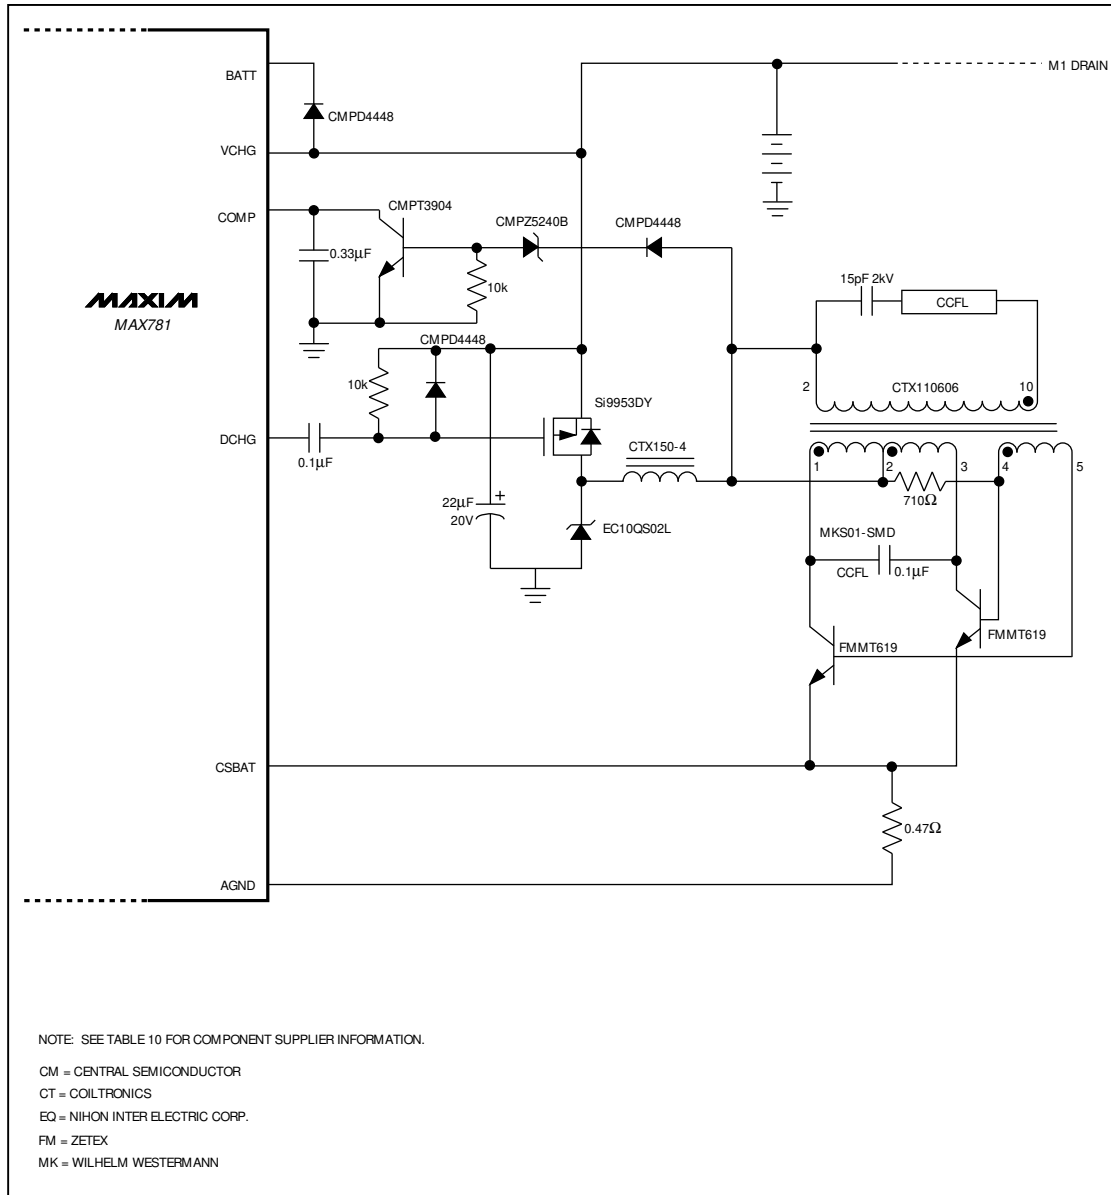 M1 DRAIN
BATT
CMPD4448
VCHG
CMPT3904
COMP
CMPZ5240B
CMPD4448
0.33µF
10k
15pF 2kV
CCFL
MAXIM
MAX781
CMPD4448
10k
2
CTX110606
10
Si9953DY
DCHG
0.1µF
CTX150-4
1
2
3
4
5
22µF
+
20V
710Ω
EC10QS02L
MKS01-SMD
CCFL
0.1µF
FMMT619
FMMT619
CSBAT
0.47Ω
AGND
NOTE: SEE TABLE 10 FOR COMPONENT SUPPLIER INFORMATION.
CM = CENTRAL SEMICONDUCTOR
CT = COILTRONICS
EQ = NIHON INTER ELECTRIC CORP.
FM = ZETEX
MK = WILHELM WESTERMANN